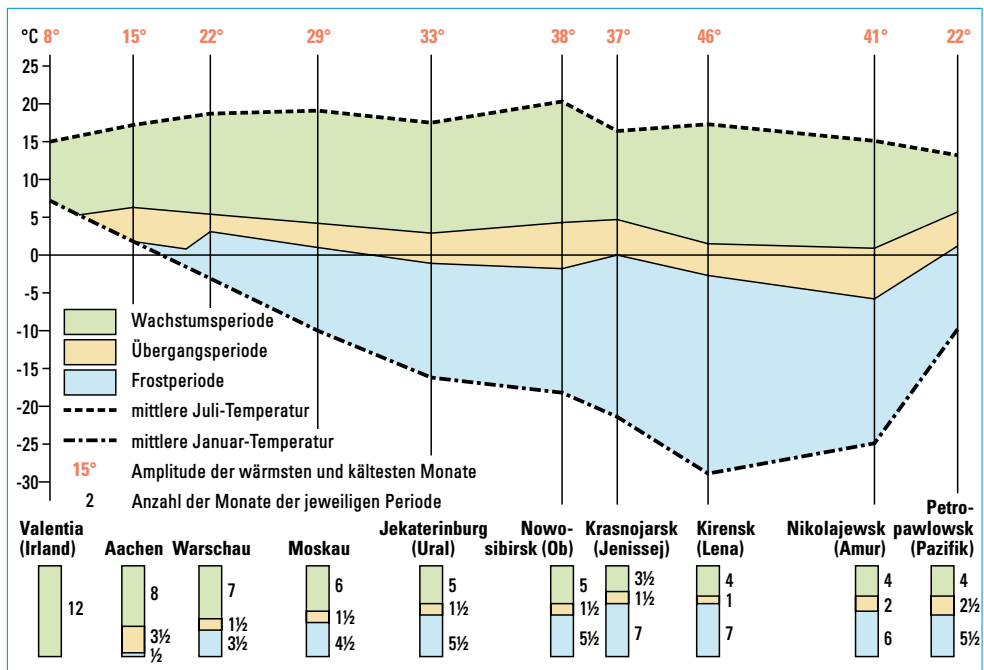 °C 8° 15° 22° 29° 33° 38° 37° 46° 41° 22°
25
20
15
10
5
0
-5
-10
-15
-20
-25
-30
Wachstumsperiode
Übergangsperiode
Frostperiode
mittlere Juli-Temperatur
mittlere Januar-Temperatur
15° Amplitude der wärmsten und kältesten Monate
2 Anzahl der Monate der jeweiligen Periode
Valentia
(Irland)
Aachen
Warschau
Moskau
Jekaterinburg
(Ural)
Nowo-
sibirsk (Ob)
Krasnojarsk
(Jenissej)
Kirensk
(Lena)
Nikolajewsk
(Amur)
Petro-
pawlowsk
(Pazifik)
12
8
3½
½
7
1½
3½
6
1½
4½
5
1½
5½
5
1½
5½
3½
1½
7
4
1
7
4
2
6
4
2½
5½